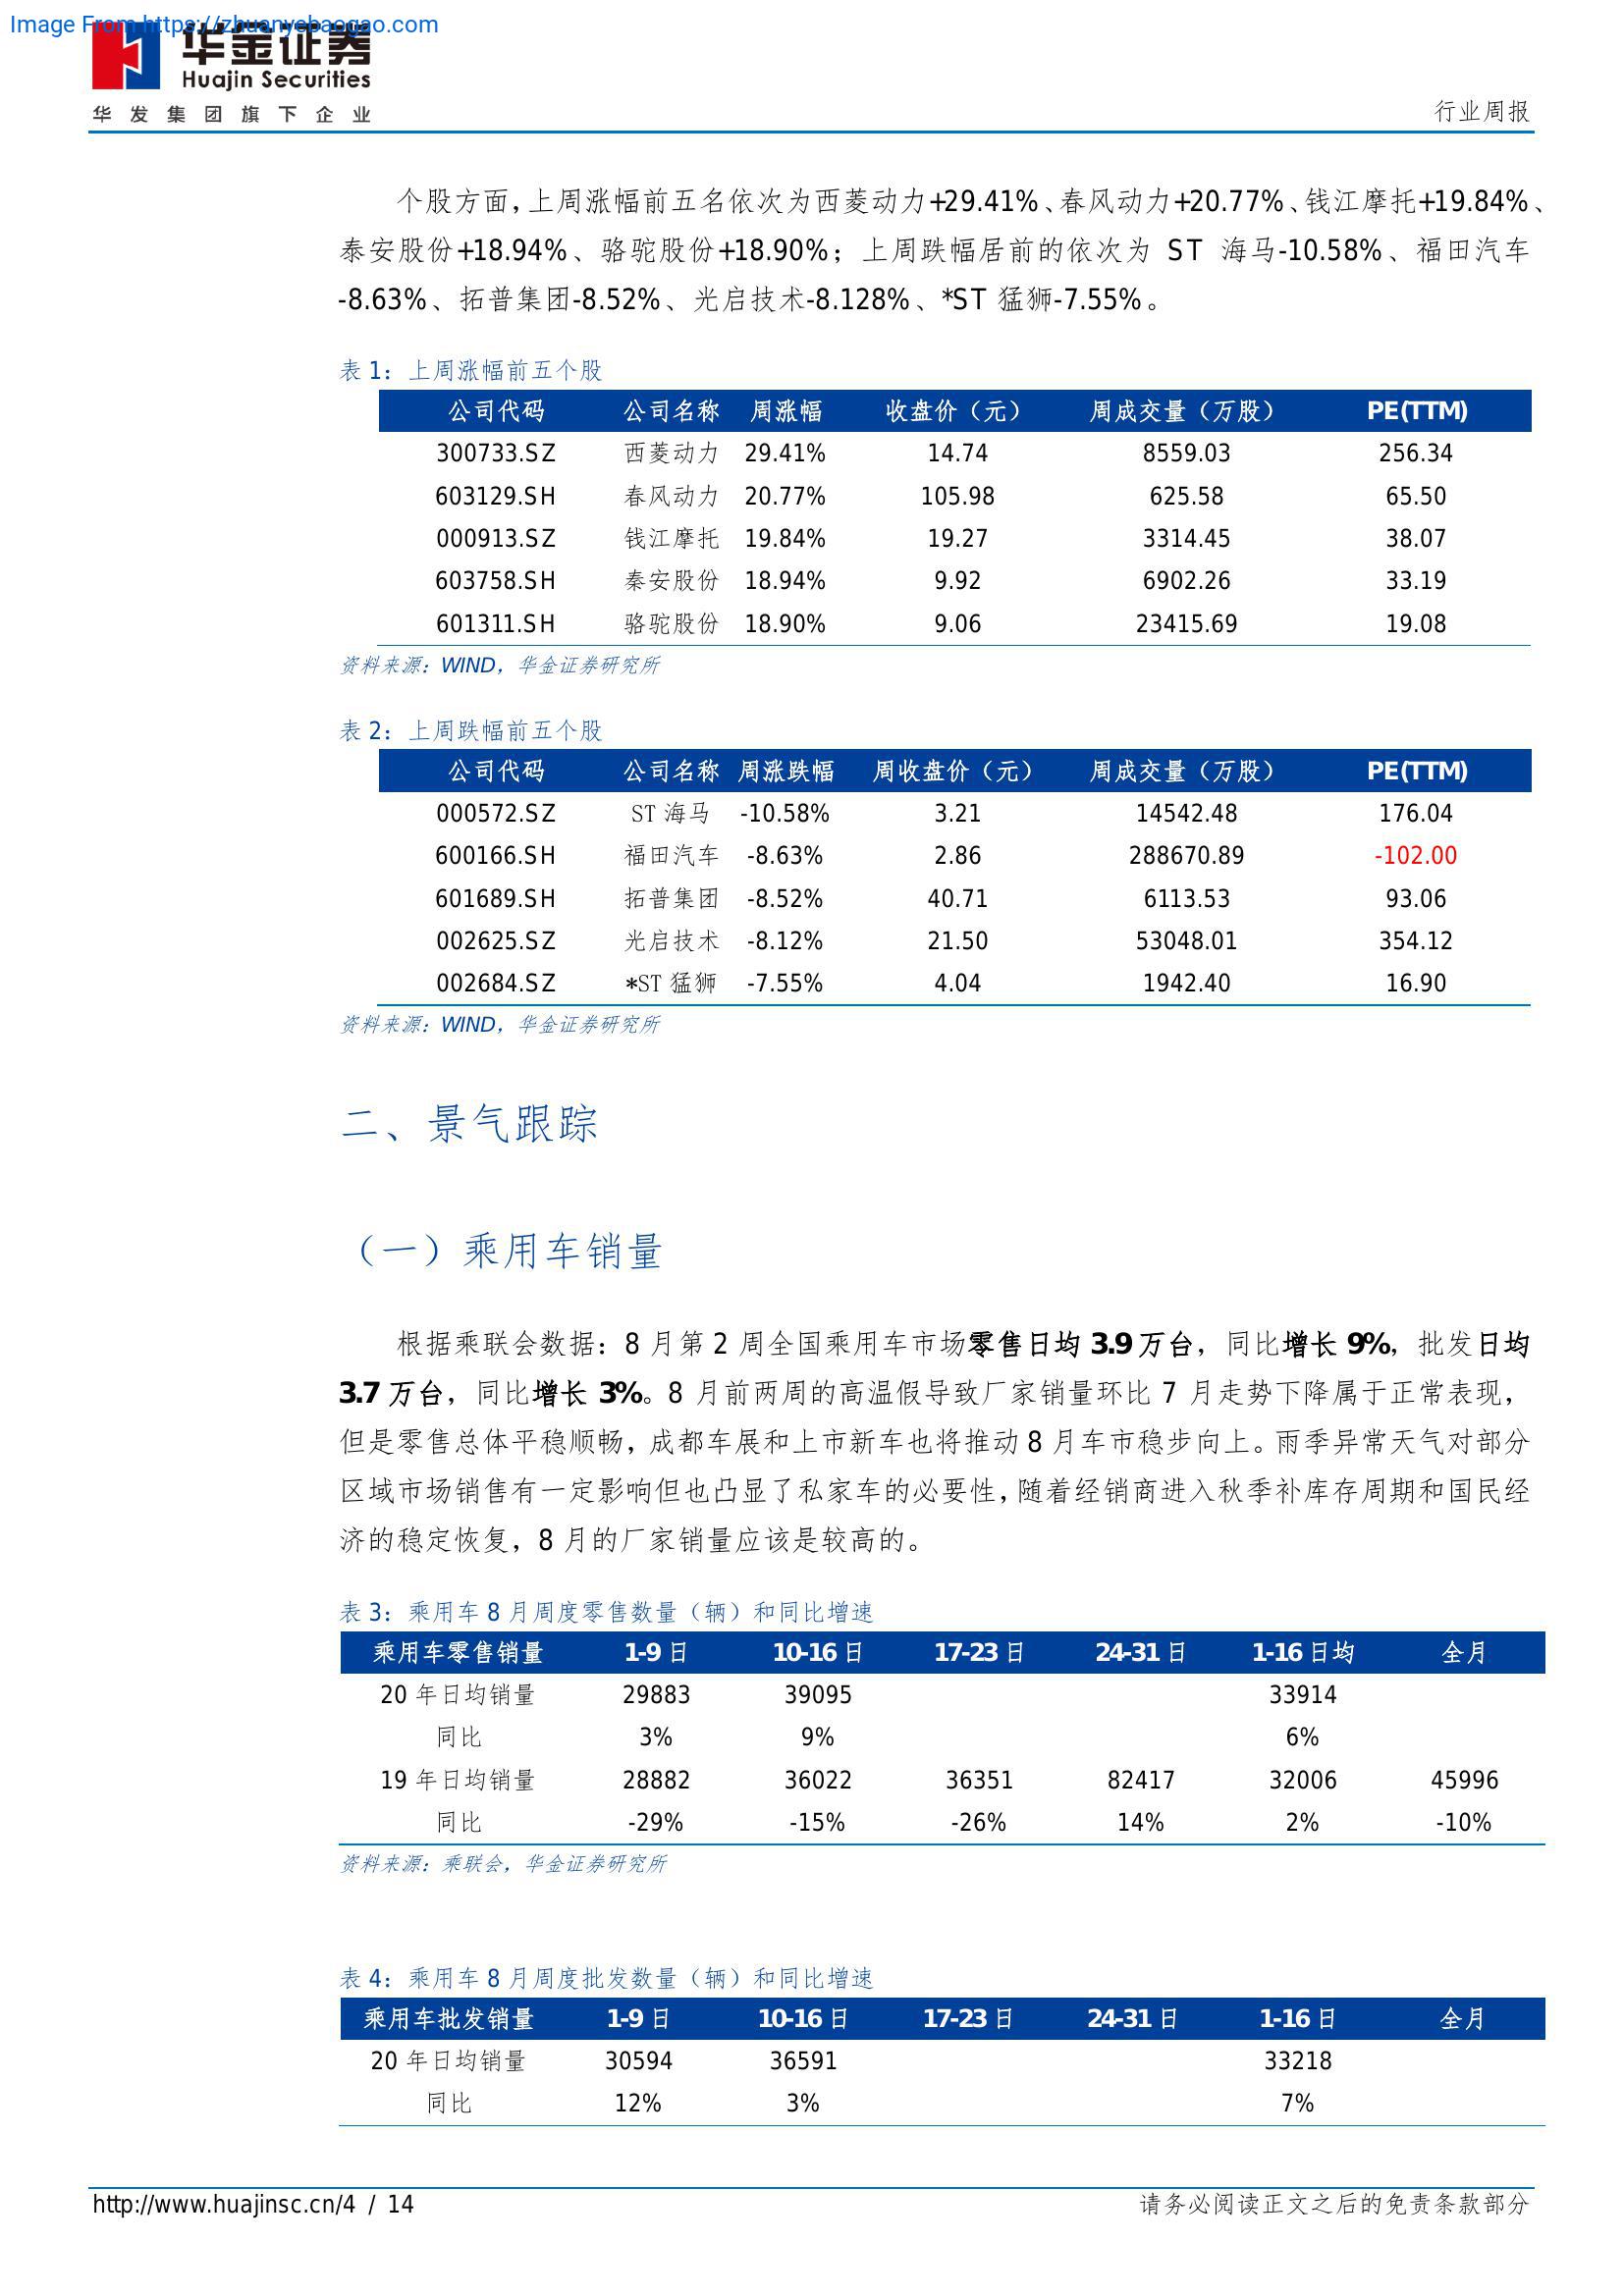 Image From https://zhuanyebaogao.com
华金证券
Huajin Securities
华发集团旗下企业
行业周报
个股方面，上周涨幅前五名依次为西菱动力+29.41%、春风动力+20.77%、钱江摩托+19.84%、
泰安股份+18.94%、骆驼股份+18.90%；上周跌幅居前的依次为 ST 海马-10.58%、福田汽车
-8.63%、拓普集团-8.52%、光启技术-8.128%、*ST 猛狮-7.55%。
表 1：上周涨幅前五个股
公司代码 公司名称 周涨幅 收盘价（元） 周成交量（万股） PE(TTM)
300733.SZ 西菱动力 29.41% 14.74 8559.03 256.34
603129.SH 春风动力 20.77% 105.98 625.58 65.50
000913.SZ 钱江摩托 19.84% 19.27 3314.45 38.07
603758.SH 秦安股份 18.94% 9.92 6902.26 33.19
601311.SH 骆驼股份 18.90% 9.06 23415.69 19.08
资料来源：WIND，华金证券研究所
表 2：上周跌幅前五个股
公司代码 公司名称 周涨跌幅 周收盘价（元） 周成交量（万股） PE(TTM)
000572.SZ ST 海马 -10.58% 3.21 14542.48 176.04
600166.SH 福田汽车 -8.63% 2.86 288670.89 -102.00
601689.SH 拓普集团 -8.52% 40.71 6113.53 93.06
002625.SZ 光启技术 -8.12% 21.50 53048.01 354.12
002684.SZ *ST 猛狮 -7.55% 4.04 1942.40 16.90
资料来源：WIND，华金证券研究所
二、景气跟踪
（一）乘用车销量
根据乘联会数据：8 月第 2 周全国乘用车市场零售日均 3.9 万台，同比增长 9%，批发日均
3.7 万台，同比增长 3%。8 月前两周的高温假导致厂家销量环比 7 月走势下降属于正常表现，
但是零售总体平稳顺畅，成都车展和上市新车也将推动 8 月车市稳步向上。雨季异常天气对部分
区域市场销售有一定影响但也凸显了私家车的必要性，随着经销商进入秋季补库存周期和国民经
济的稳定恢复，8 月的厂家销量应该是较高的。
表 3：乘用车 8 月周度零售数量（辆）和同比增速
乘用车零售销量 1-9 日 10-16 日 17-23 日 24-31 日 1-16 日均 全月
20 年日均销量 29883 39095 33914
同比 3% 9% 6%
19 年日均销量 28882 36022 36351 82417 32006 45996
同比 -29% -15% -26% 14% 2% -10%
资料来源：乘联会，华金证券研究所
表 4：乘用车 8 月周度批发数量（辆）和同比增速
乘用车批发销量 1-9 日 10-16 日 17-23 日 24-31 日 1-16 日 全月
20 年日均销量 30594 36591 33218
同比 12% 3% 7%
http://www.huajinsc.cn/4 / 14
请务必阅读正文之后的免责条款部分